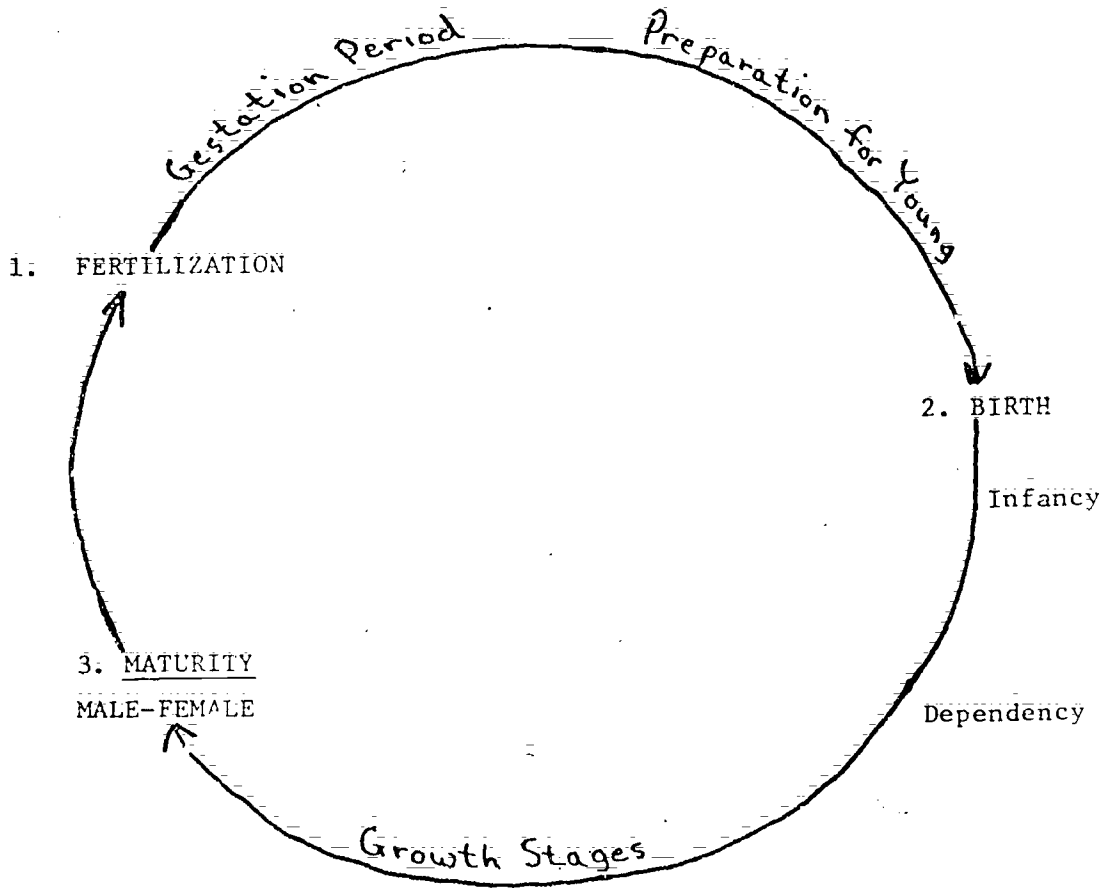 Gestation Period
Preparation for Young
1. FERTILIZATION
2. BIRTH
Infancy
3. MATURITY
MALE-FEMALE
Dependency
Growth Stages